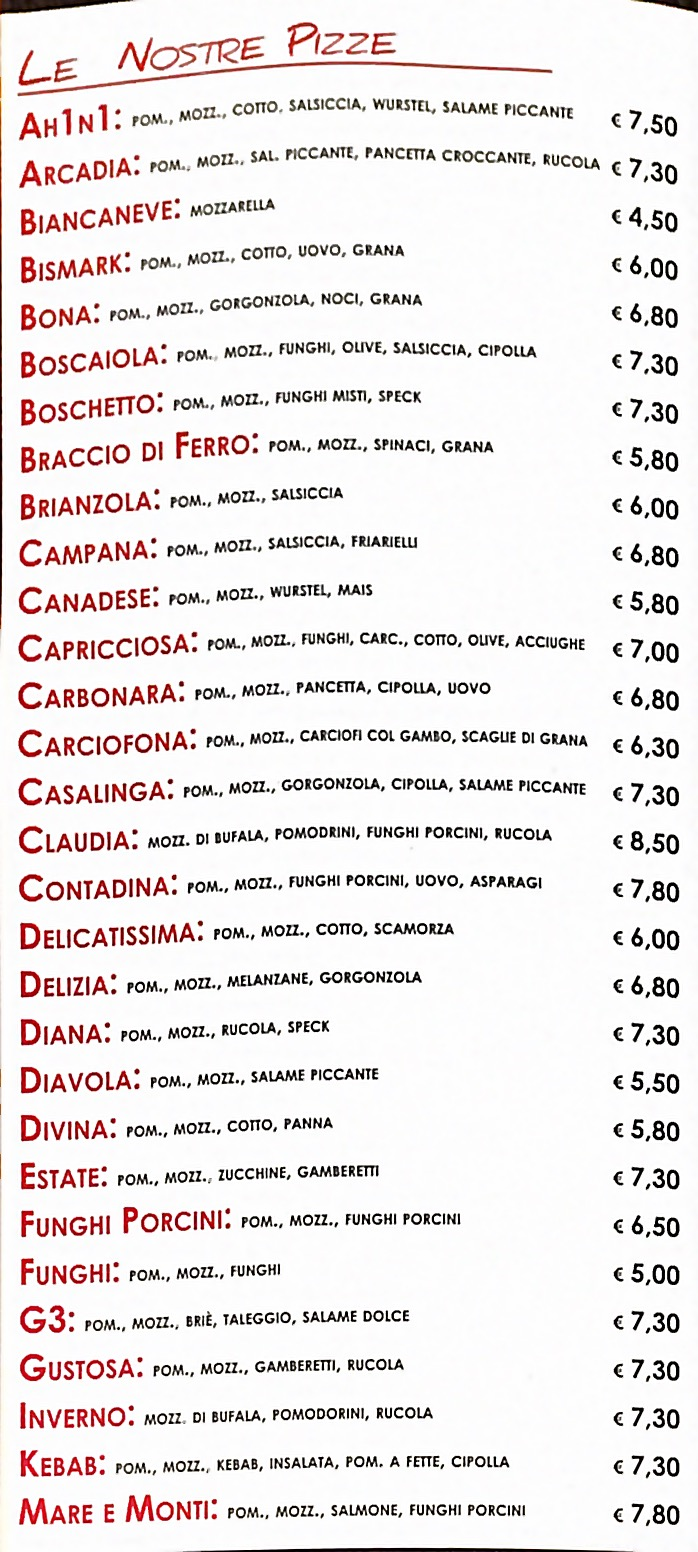 Le Nostre Pizze
Ah1n1: pom., mozz., cotto, salsiccia, wurstel, salame piccante € 7,50
Arcadia: pom., mozz., sal. piccante, pancetta croccante, rucola € 7,30
Biancaneve: mozzarella € 4,50
Bismark: pom., mozz., cotto, uovo, grana € 6,00
Bona: pom., mozz., gorgonzola, noci, grana € 6,80
Boscaiola: pom., mozz., funghi, olive, salsiccia, cipolla € 7,30
Boschetto: pom., mozz., funghi misti, speck € 7,30
Braccio di Ferro: pom., mozz., spinaci, grana € 5,80
Brianzola: pom., mozz., salsiccia € 6,00
Campana: pom., mozz., salsiccia, friarielli € 6,80
Canadese: pom., mozz., wurstel, mais € 5,80
Capricciosa: pom., mozz., funghi, carc., cotto, olive, acciughe € 7,00
Carbonara: pom., mozz., pancetta, cipolla, uovo € 6,80
Carciofona: pom., mozz., carciofi col gambo, scaglie di grana € 6,30
Casalinga: pom., mozz., gorgonzola, cipolla, salame piccante € 7,30
Claudia: mozz. di bufala, pomodrini, funghi porcini, rucola € 8,50
Contadina: pom., mozz., funghi porcini, uovo, asparagi € 7,80
Delicatissima: pom., mozz., cotto, scamorza € 6,00
Delizia: pom., mozz., melanzane, gorgonzola € 6,80
Diana: pom., mozz., rucola, speck € 7,30
Diavola: pom., mozz., salame piccante € 5,50
Divina: pom., mozz., cotto, panna € 5,80
Estate: pom., mozz., zucchine, gamberetti € 7,30
Funghi Porcini: pom., mozz., funghi porcini € 6,50
Funghi: pom., mozz., funghi € 5,00
G3: pom., mozz., briè, taleggio, salame dolce € 7,30
Gustosa: pom., mozz., gamberetti, rucola € 7,30
Inverno: mozz. di bufala, pomodorini, rucola € 7,30
Kebab: pom., mozz., kebab, insalata, pom. a fette, cipolla € 7,30
Mare e Monti: pom., mozz., salmone, funghi porcini € 7,80